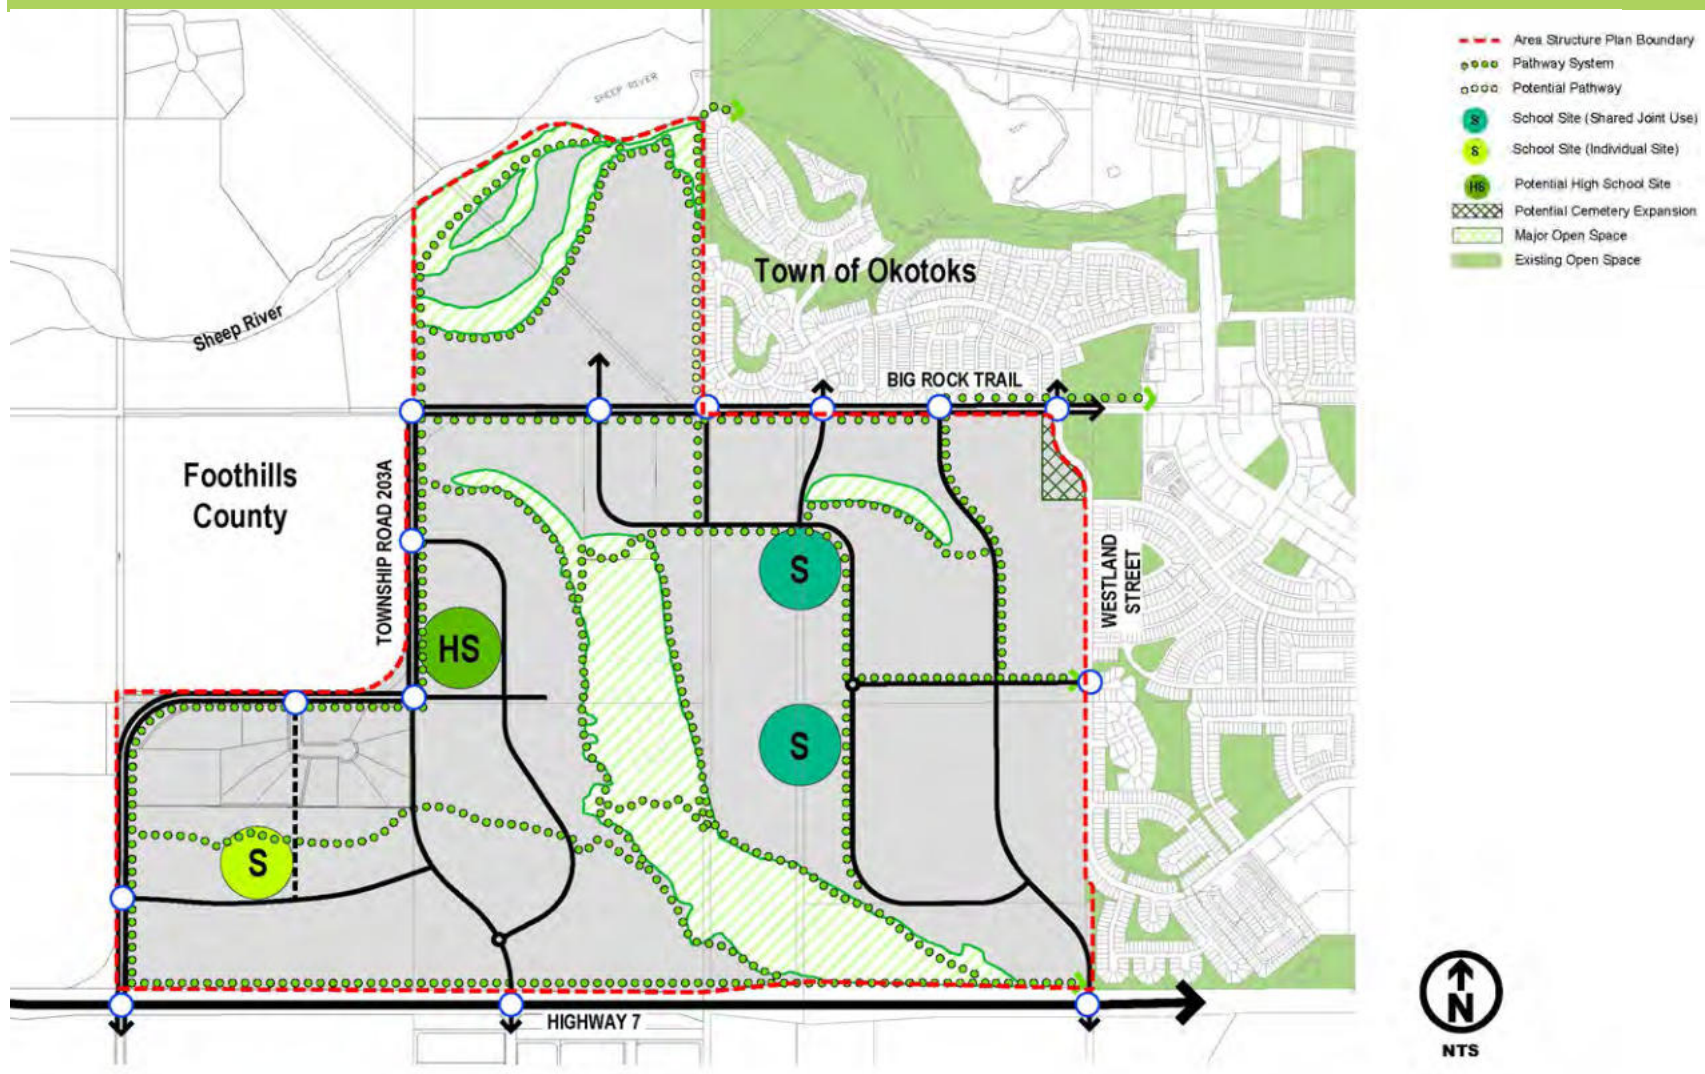 SHEEP RIVER
Sheep River
Town of Okotoks
BIG ROCK TRAIL
Foothills
County
TOWNSHIP ROAD 203A
WESTLAND
STREET
S
HS
S
S
HIGHWAY 7
Area Structure Plan Boundary
Pathway System
Potential Pathway
S School Site (Shared Joint Use)
S School Site (Individual Site)
HS Potential High School Site
Potential Cemetery Expansion
Major Open Space
Existing Open Space
N
NTS